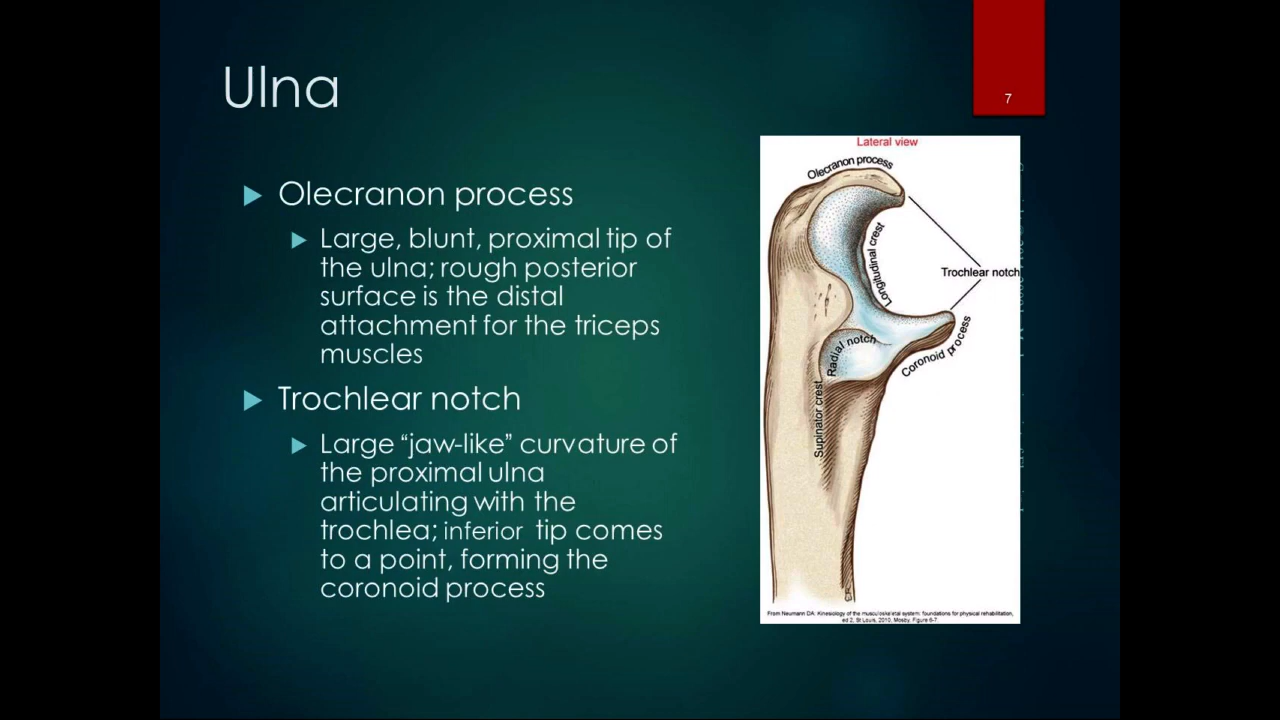 Ulna
7
Olecranon process
Large, blunt, proximal tip of
the ulna; rough posterior
surface is the distal
attachment for the triceps
muscles
Trochlear notch
Large “jaw-like” curvature of
the proximal ulna
articulating with the
trochlea; inferior tip comes
to a point, forming the
coronoid process
Lateral view
Olecranon process
Longitudinal crest
Trochlear notch
Radial notch
Coronoid process
Supinator crest
From Neumann DA: Kinesiology of the musculoskeletal system: foundations for physical rehabilitation,
ed 2, St Louis, 2010, Mosby, Figure 6-7.